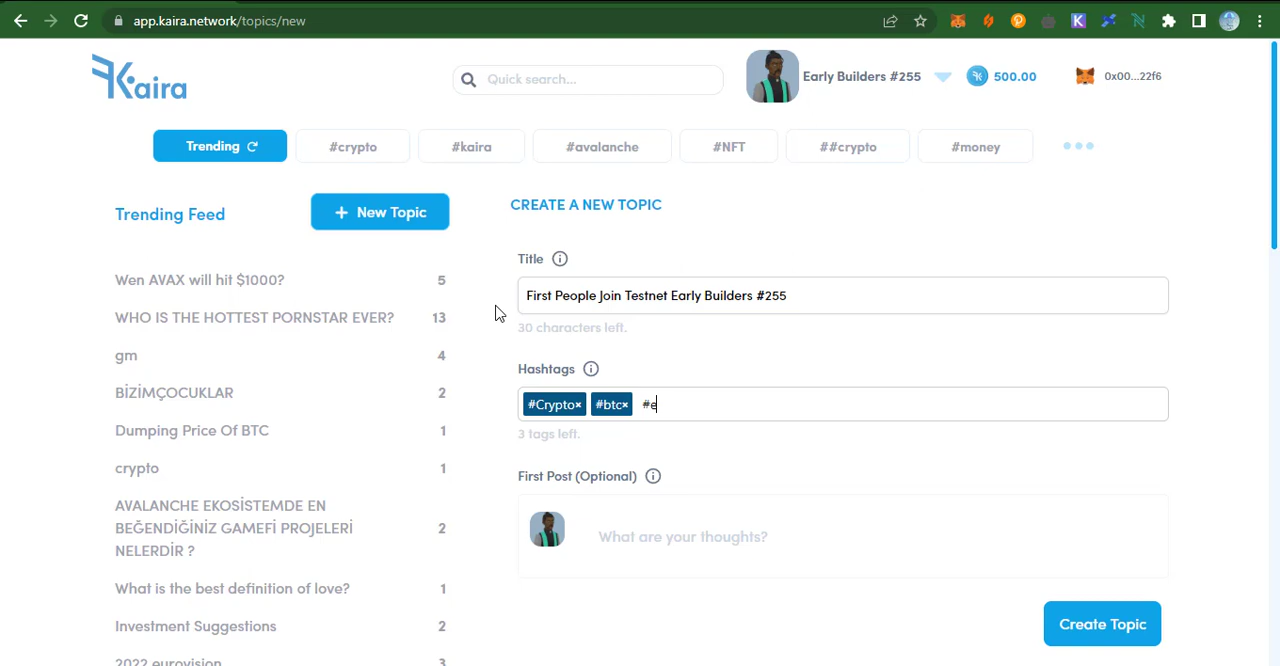 app.kaira.network/topics/new
Kaira
Quick search...
Early Builders #255
500.00
0x00...22f6
Trending
#crypto
#kaira
#avalanche
#NFT
##crypto
#money
Trending Feed
+ New Topic
Wen AVAX will hit $1000? 5
WHO IS THE HOTTEST PORNSTAR EVER? 13
gm 4
BİZİMÇOCUKLAR 2
Dumping Price Of BTC 1
crypto 1
AVALANCHE EKOSİSTEMDE EN
BEĞENDİĞİNİZ GAMEFİ PROJELERİ 2
NELERDİR ?
What is the best definition of love? 1
Investment Suggestions 2
2022 eurovision 3
CREATE A NEW TOPIC
Title
First People Join Testnet Early Builders #255
30 characters left.
Hashtags
#Crypto× #btc× #e
3 tags left.
First Post (Optional)
What are your thoughts?
Create Topic